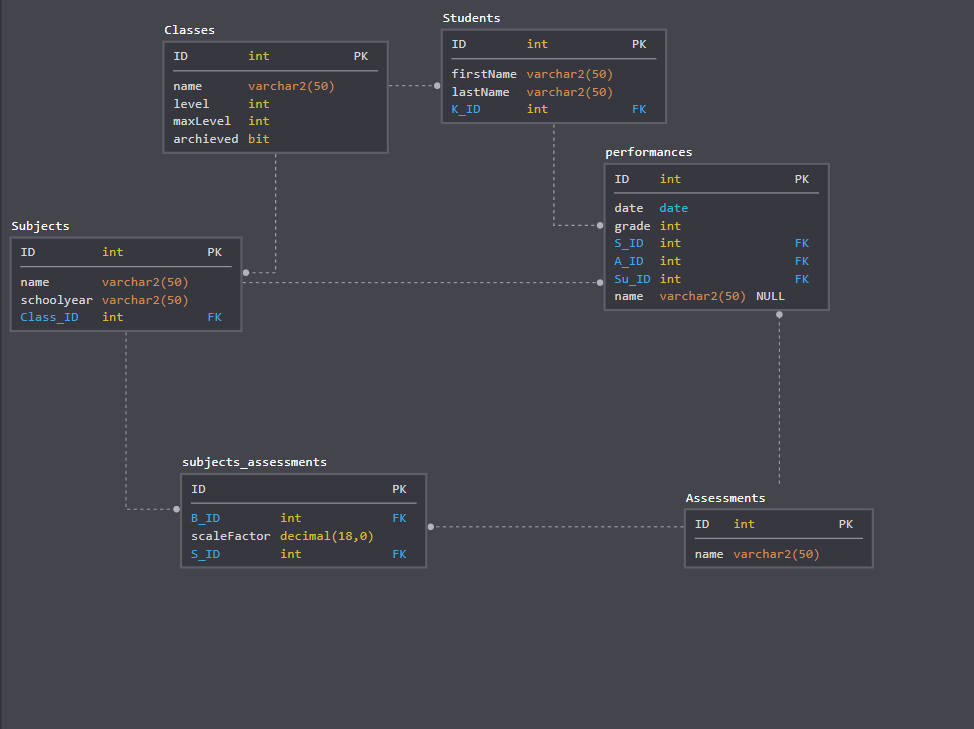 Classes
ID int PK
name varchar2(50)
level int
maxLevel int
archieved bit
Students
ID int PK
firstName varchar2(50)
lastName varchar2(50)
K_ID int FK
performances
ID int PK
date date
grade int
S_ID int FK
A_ID int FK
Su_ID int FK
name varchar2(50) NULL
Subjects
ID int PK
name varchar2(50)
schoolyear varchar2(50)
Class_ID int FK
subjects_assessments
ID PK
B_ID int FK
scaleFactor decimal(18,0)
S_ID int FK
Assessments
ID int PK
name varchar2(50)